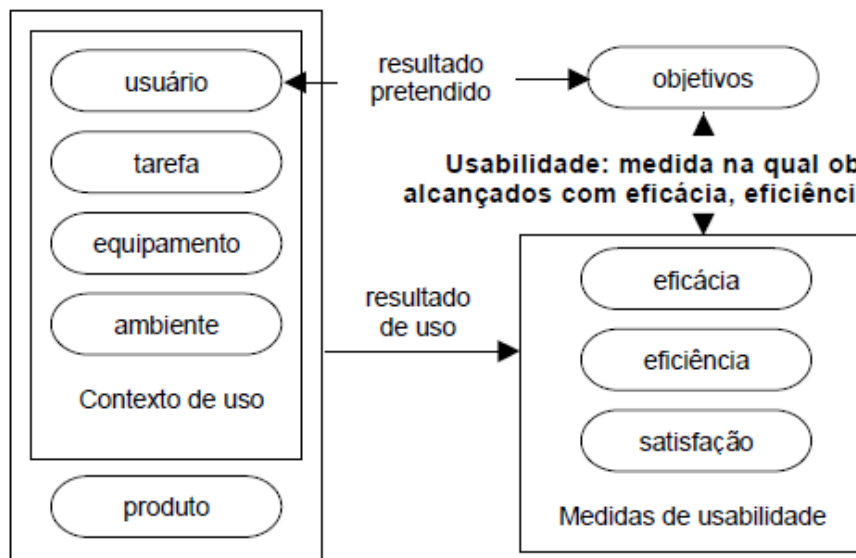 usuário
resultado
pretendido
objetivos
tarefa
Usabilidade: medida na qual ob
alcançados com eficácia, eficiênci
equipamento
eficácia
resultado
de uso
ambiente
eficiência
Contexto de uso
satisfação
produto
Medidas de usabilidade